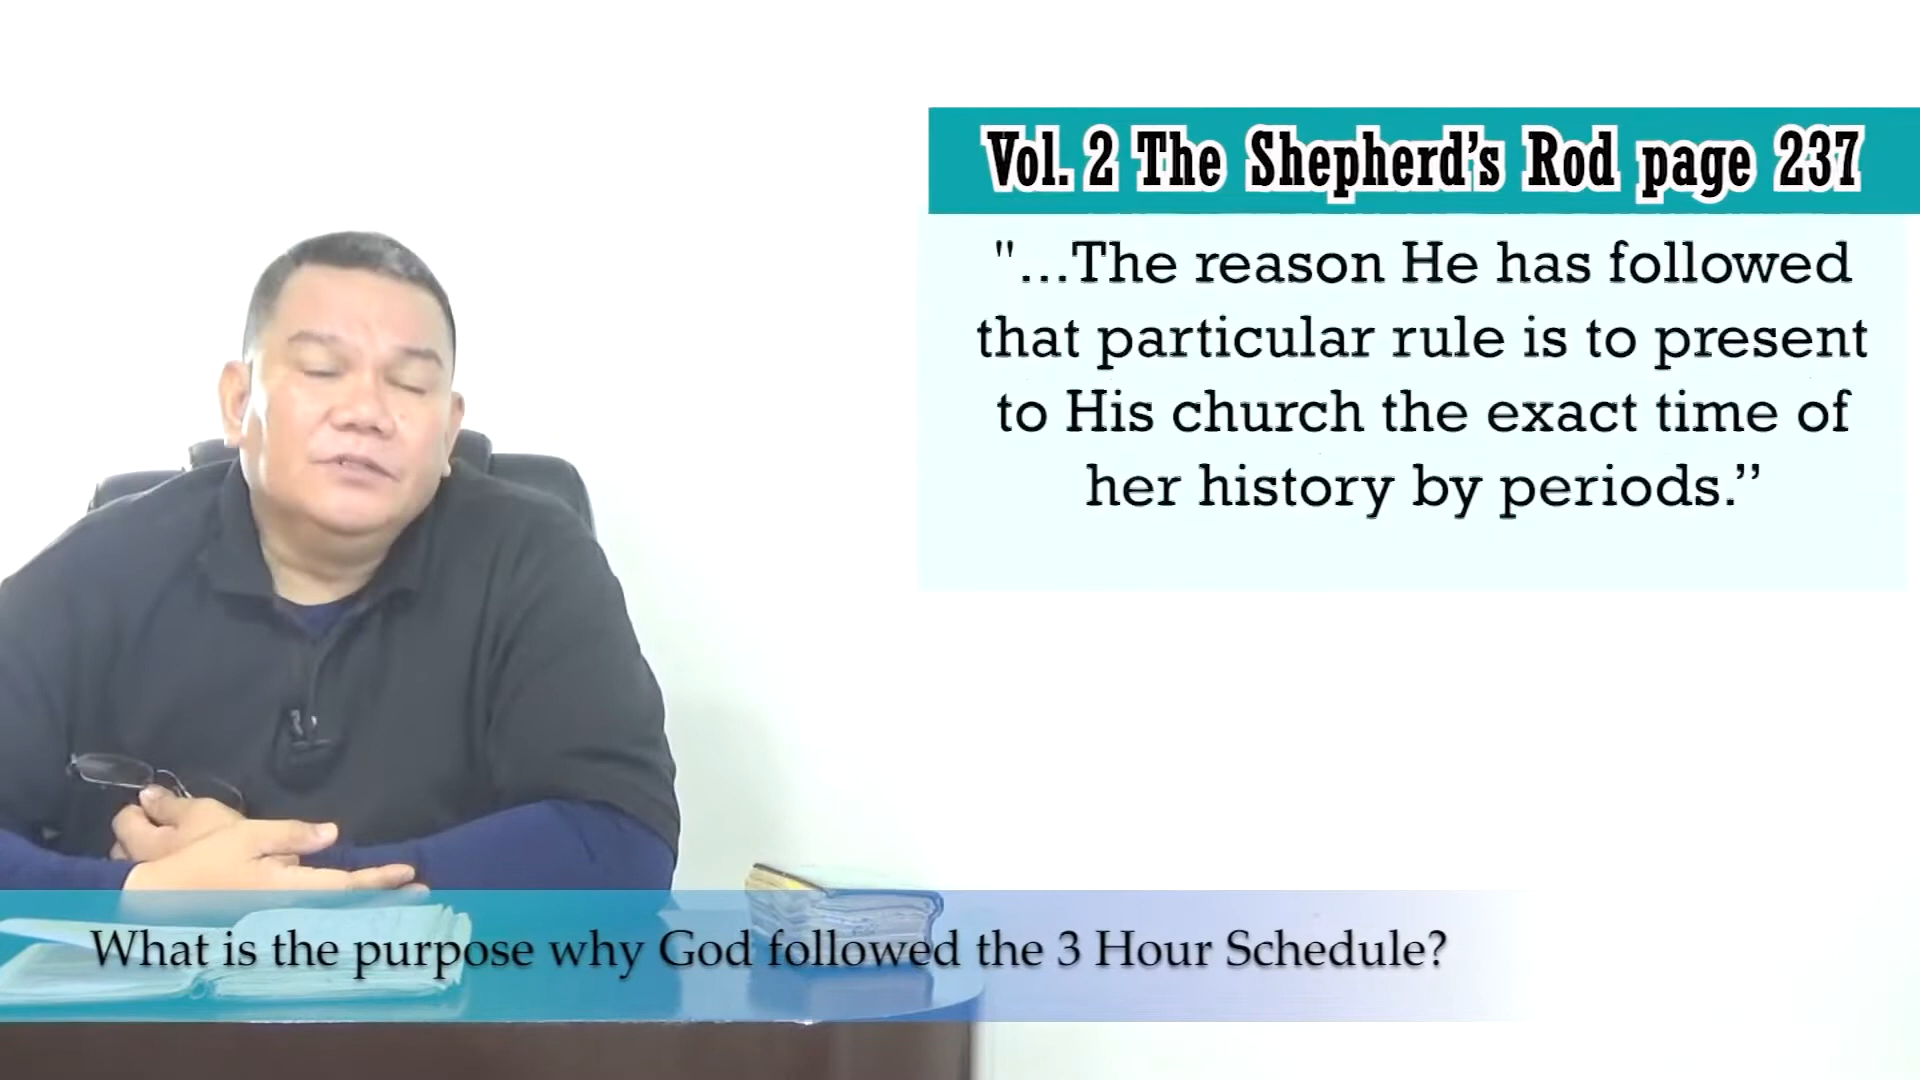 Vol. 2 The Shepherd's Rod page 237
"...The reason He has followed
that particular rule is to present
to His church the exact time of
her history by periods.”
What is the purpose why God followed the 3 Hour Schedule?